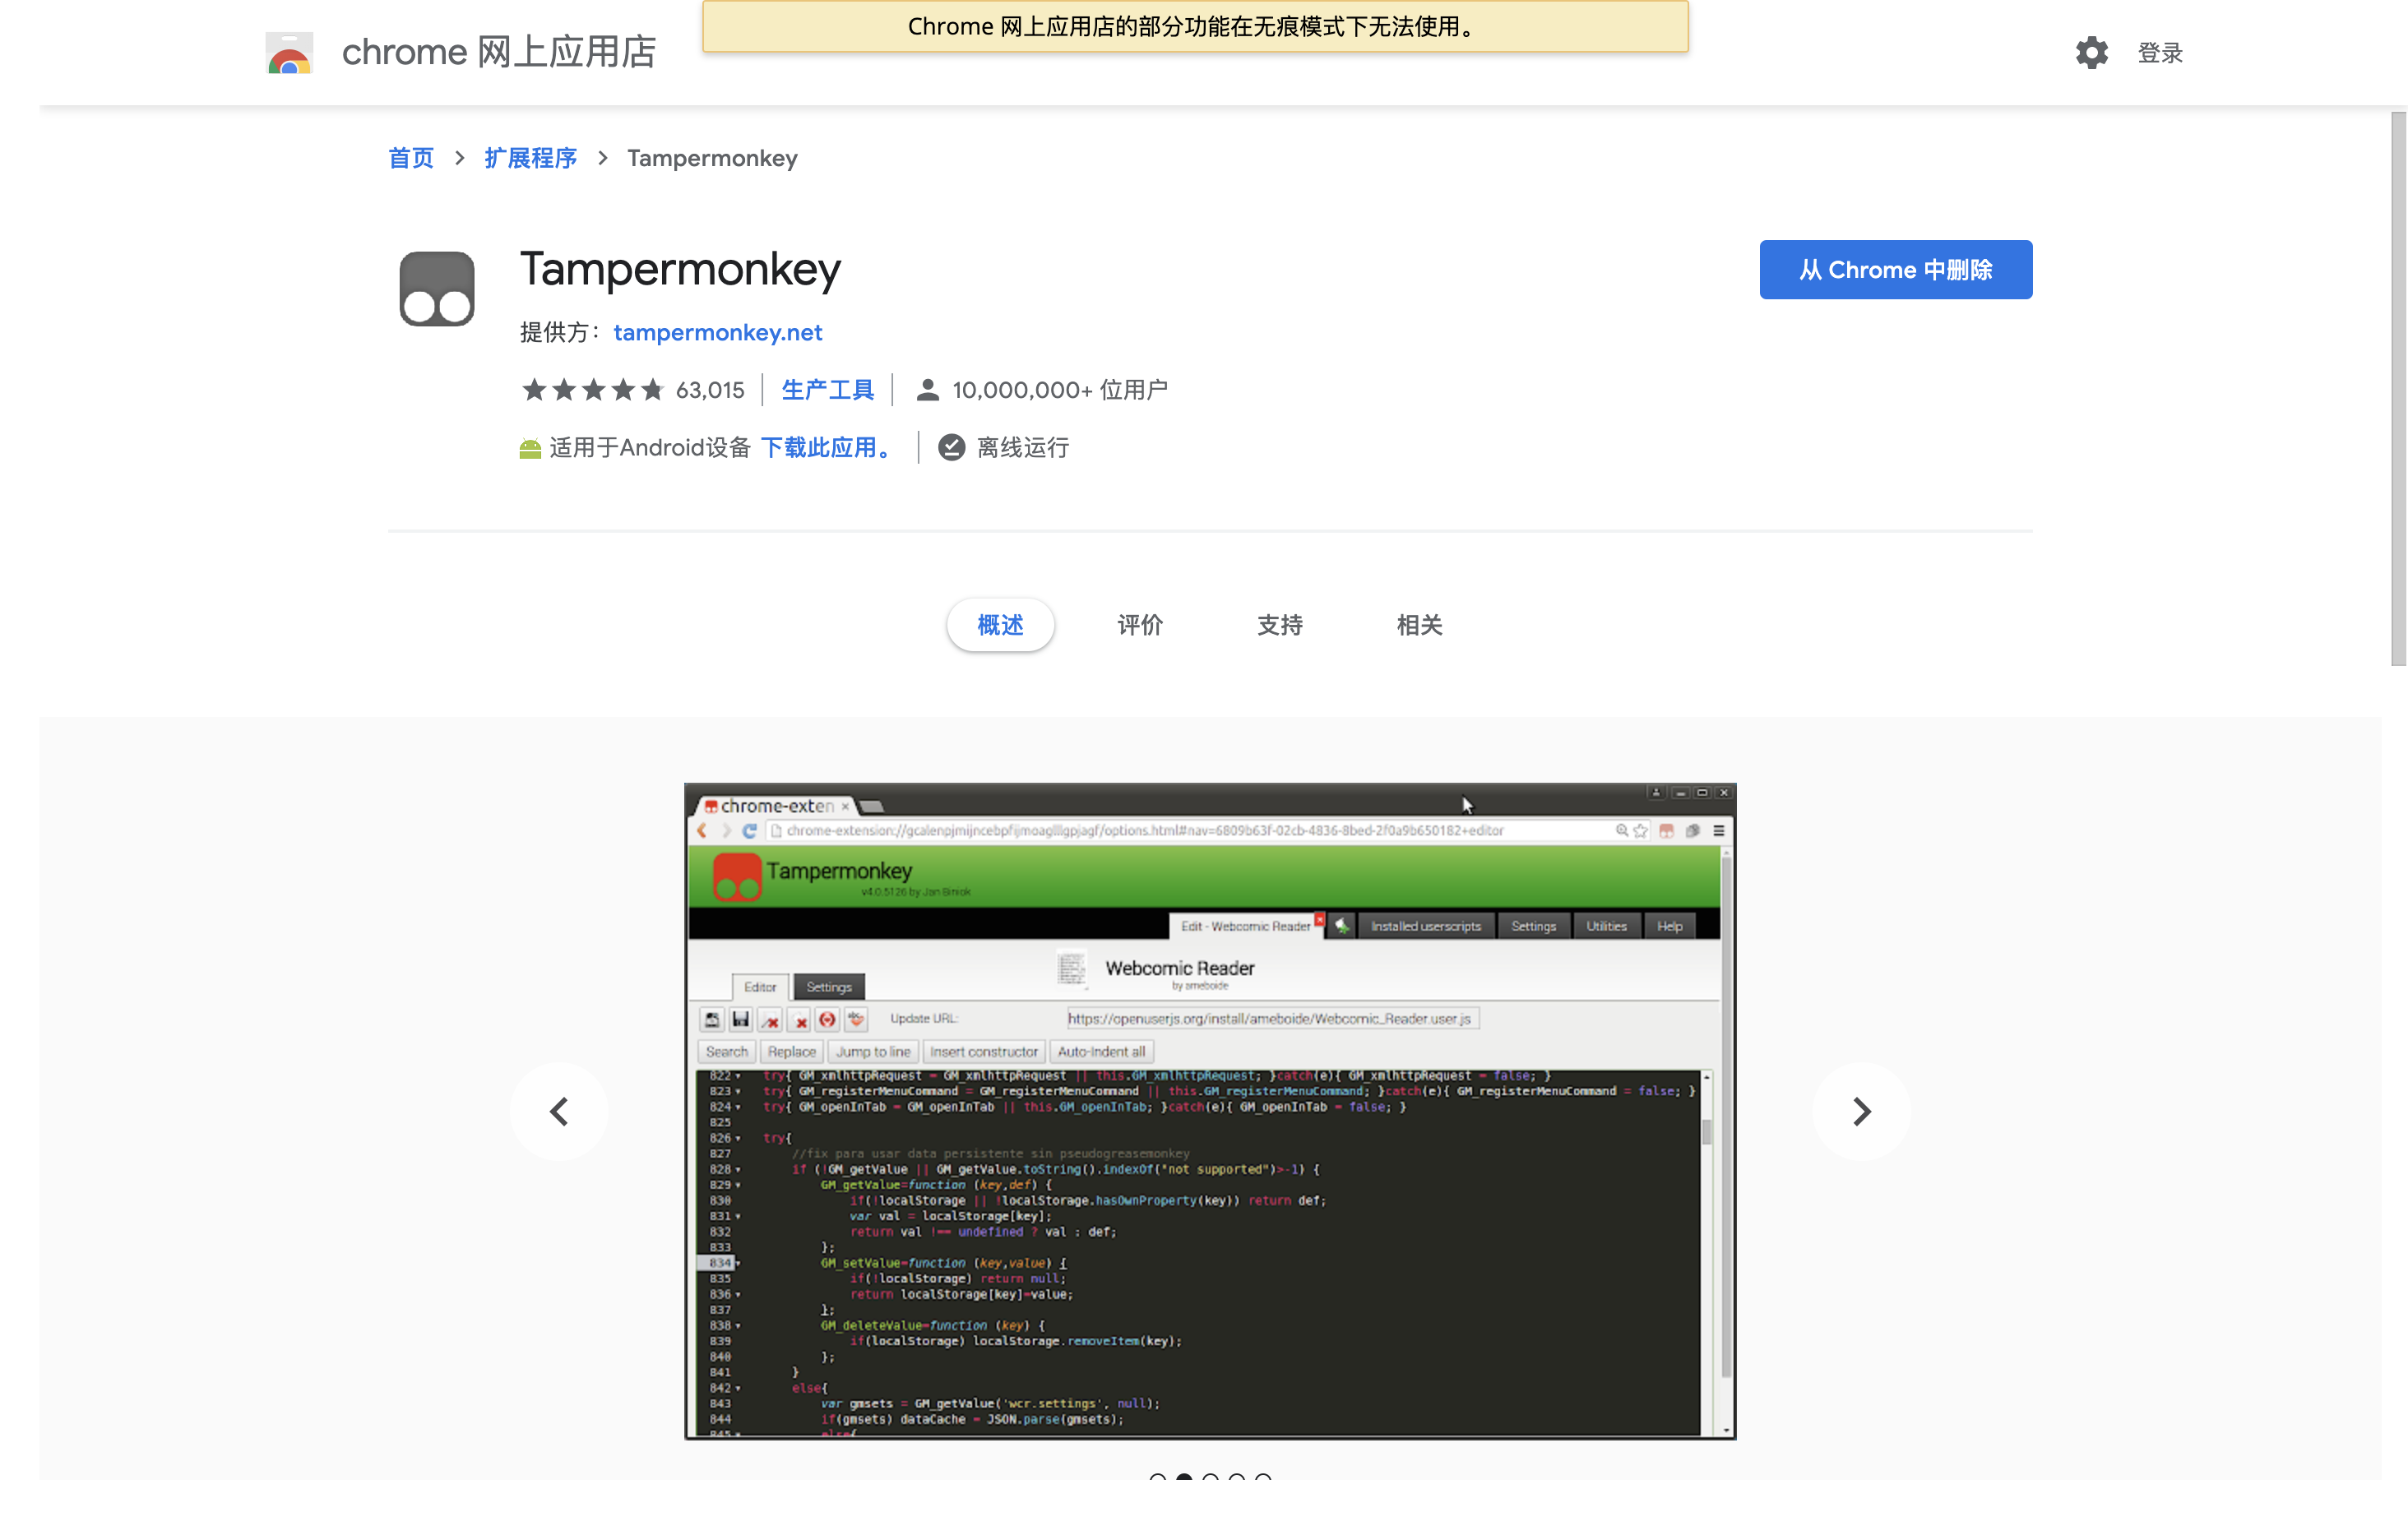 Chrome 网上应用店的部分功能在无痕模式下无法使用。
chrome 网上应用店
登录
首页 > 扩展程序 > Tampermonkey
Tampermonkey
从 Chrome 中删除
提供方： tampermonkey.net
63,015 生产工具 10,000,000+ 位用户
适用于Android设备 下载此应用。 离线运行
概述 评价 支持 相关
chrome-exten
chrome-extension://gcalenpjmijncebpfijmoaglllgpjagf/options.html#nav=6809b63f-02cb-4836-8bed-2f0a9b650182+editor
Tampermonkey
v4.0.5126 by Jan Biniok
Edit - Webcomic Reader Installed userscripts Settings Utilities Help
Webcomic Reader
by ameboide
Editor Settings
Update URL: https://openuserjs.org/install/ameboide/Webcomic_Reader.user.js
Search Replace Jump to line Insert constructor Auto-Indent all
822 try{ GM_xmlhttpRequest = GM_xmlhttpRequest || this.GM_xmlhttpRequest; }catch(e){ GM_xmlhttpRequest = false; }
823 try{ GM_registerMenuCommand = GM_registerMenuCommand || this.GM_registerMenuCommand; }catch(e){ GM_registerMenuCommand = false; }
824 try{ GM_openInTab = GM_openInTab || this.GM_openInTab; }catch(e){ GM_openInTab = false; }
825
826 try{
827 //fix para usar data persistente sin pseudogreasemonkey
828 if (!GM_getValue || GM_getValue.toString().indexOf("not supported")>-1) {
829 GM_getValue=function (key,def) {
830 if(!localStorage || !localStorage.hasOwnProperty(key)) return def;
831 var val = localStorage[key];
832 return val !== undefined ? val : def;
833 };
834 GM_setValue=function (key,value) {
835 if(!localStorage) return null;
836 return localStorage[key]=value;
837 };
838 GM_deleteValue=function (key) {
839 if(localStorage) localStorage.removeItem(key);
840 };
841 }
842 else{
843 var gmsets = GM_getValue('wcr.settings', null);
844 if(gmsets) dataCache = JSON.parse(gmsets);
845 else{